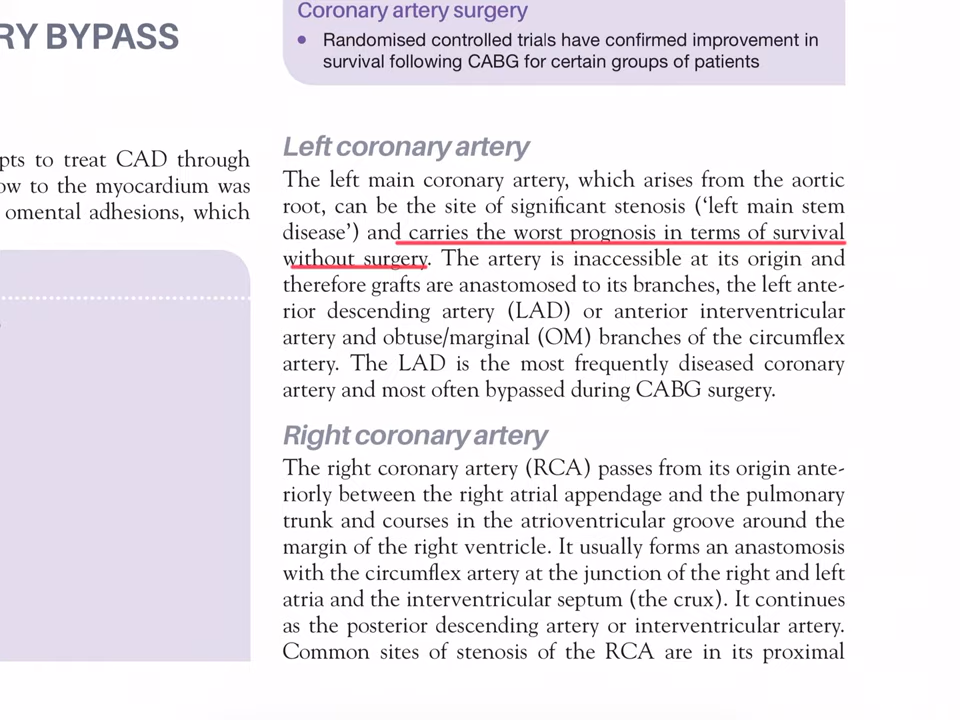 RY BYPASS
pts to treat CAD through
ow to the myocardium was
omental adhesions, which
Coronary artery surgery
• Randomised controlled trials have confirmed improvement in
survival following CABG for certain groups of patients
Left coronary artery
The left main coronary artery, which arises from the aortic
root, can be the site of significant stenosis (‘left main stem
disease’) and carries the worst prognosis in terms of survival
without surgery. The artery is inaccessible at its origin and
therefore grafts are anastomosed to its branches, the left ante-
rior descending artery (LAD) or anterior interventricular
artery and obtuse/marginal (OM) branches of the circumflex
artery. The LAD is the most frequently diseased coronary
artery and most often bypassed during CABG surgery.
Right coronary artery
The right coronary artery (RCA) passes from its origin ante-
riorly between the right atrial appendage and the pulmonary
trunk and courses in the atrioventricular groove around the
margin of the right ventricle. It usually forms an anastomosis
with the circumflex artery at the junction of the right and left
atria and the interventricular septum (the crux). It continues
as the posterior descending artery or interventricular artery.
Common sites of stenosis of the RCA are in its proximal